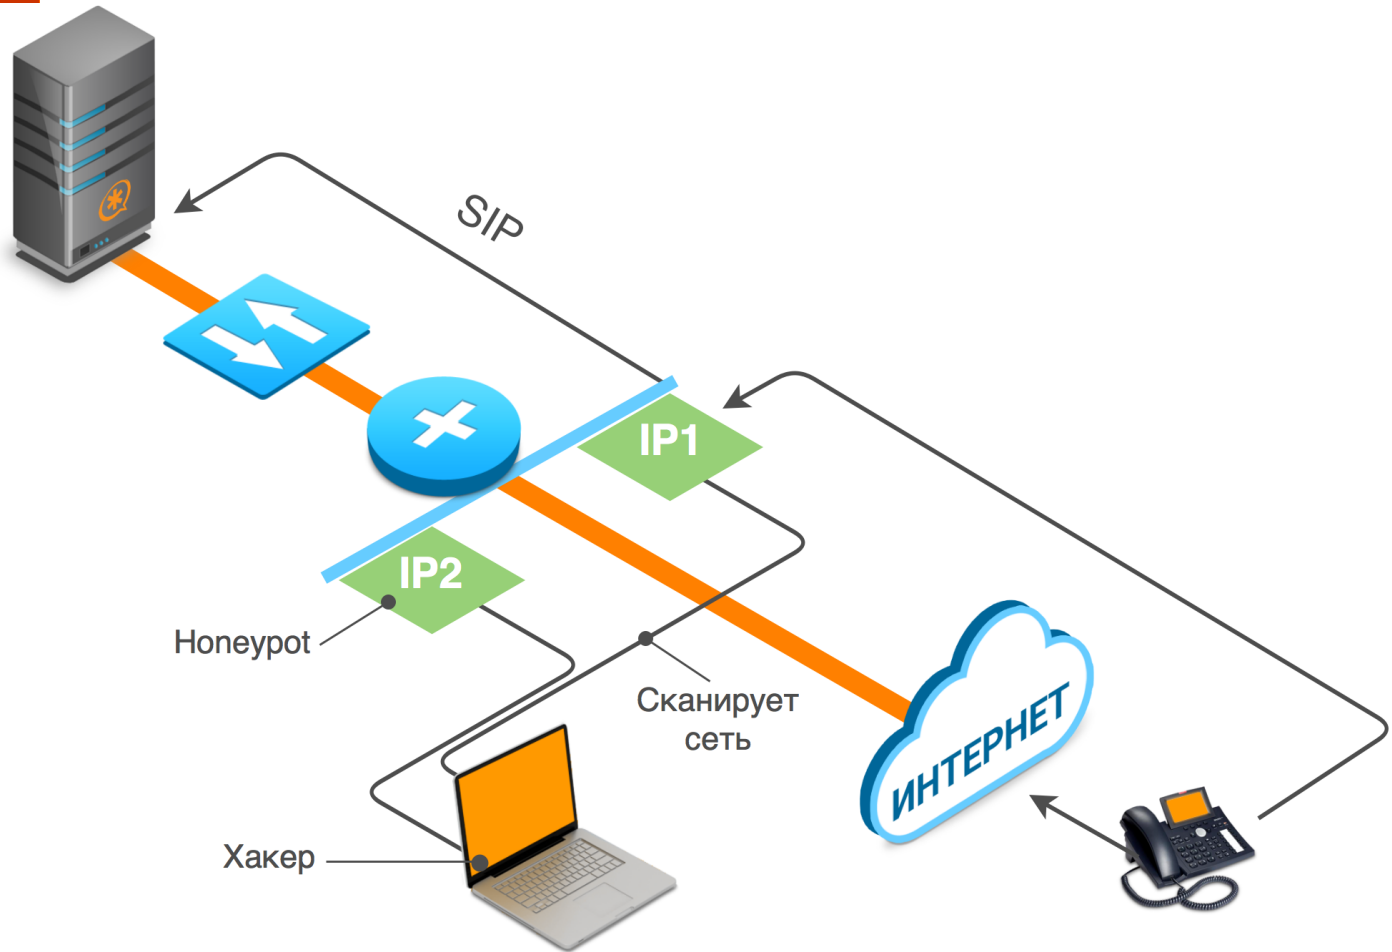 SIP
IP1
IP2
Honeypot
Сканирует
сеть
ИНТЕРНЕТ
Хакер